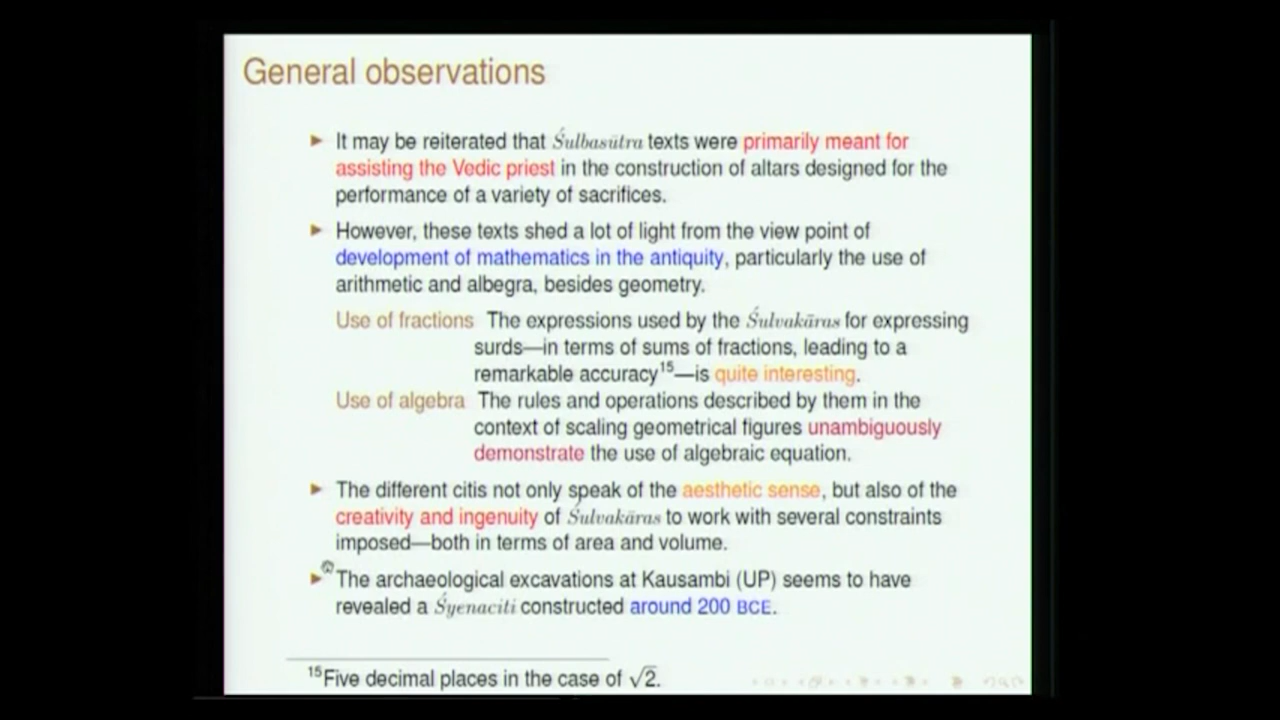 General observations
▶ It may be reiterated that Śulbasūtra texts were primarily meant for
assisting the Vedic priest in the construction of altars designed for the
performance of a variety of sacrifices.
▶ However, these texts shed a lot of light from the view point of
development of mathematics in the antiquity, particularly the use of
arithmetic and albegra, besides geometry.
Use of fractions The expressions used by the Śulvakāras for expressing
surds—in terms of sums of fractions, leading to a
remarkable accuracy¹⁵—is quite interesting.
Use of algebra The rules and operations described by them in the
context of scaling geometrical figures unambiguously
demonstrate the use of algebraic equation.
▶ The different citis not only speak of the aesthetic sense, but also of the
creativity and ingenuity of Śulvakāras to work with several constraints
imposed—both in terms of area and volume.
▶ The archaeological excavations at Kausambi (UP) seems to have
revealed a Śyenaciti constructed around 200 BCE.
¹⁵Five decimal places in the case of √2.